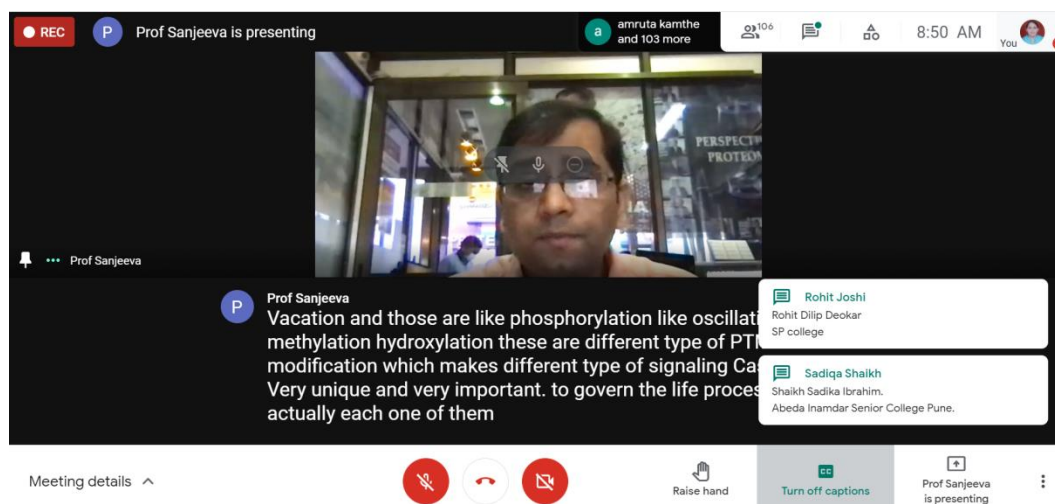 REC
P
Prof Sanjeeva is presenting
a
amruta kamthe
and 103 more
106
8:50 AM
You
PERSPECT
PROTEO
Prof Sanjeeva
P
Prof Sanjeeva
Vacation and those are like phosphorylation like oscillati
methylation hydroxylation these are different type of PT
modification which makes different type of signaling Ca
Very unique and very important. to govern the life proces
actually each one of them
Rohit Joshi
Rohit Dilip Deokar
SP college
Sadiqa Shaikh
Shaikh Sadika Ibrahim.
Abeda Inamdar Senior College Pune.
Meeting details
Raise hand
CC
Turn off captions
Prof Sanjeeva
is presenting